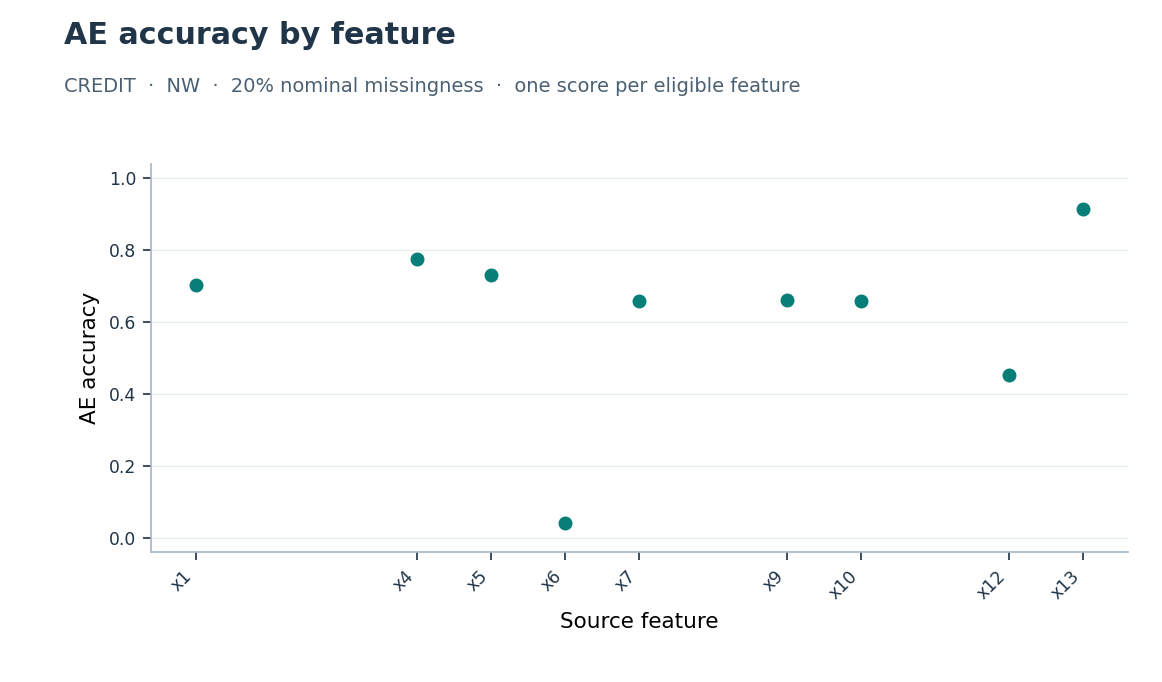 AE accuracy by feature
CREDIT · NW · 20% nominal missingness · one score per eligible feature
AE accuracy
1.0
0.8
0.6
0.4
0.2
0.0
x1 x4 x5 x6 x7 x9 x10 x12 x13
Source feature